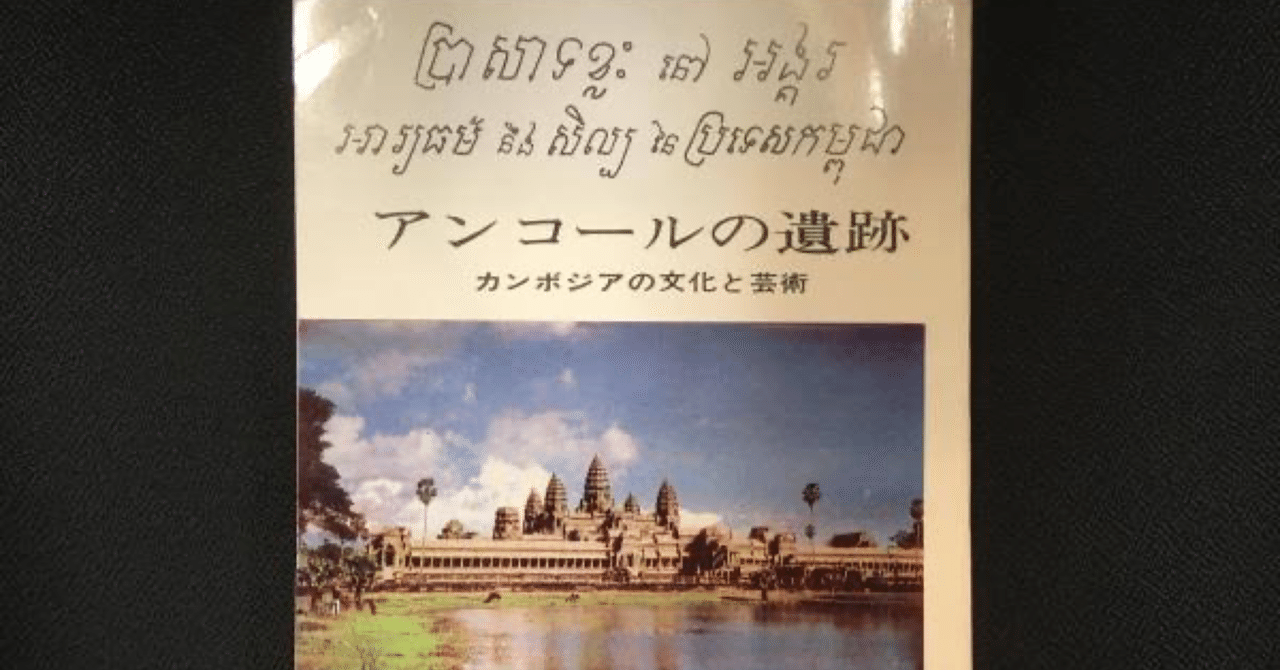 ប្រាសាទខ្លះ នៅ អង្គរ
អារ្យធម៌ នឹង សិល្ប នៃ ប្រទេសកម្ពុជា
アンコールの遺跡
カンボジアの文化と芸術